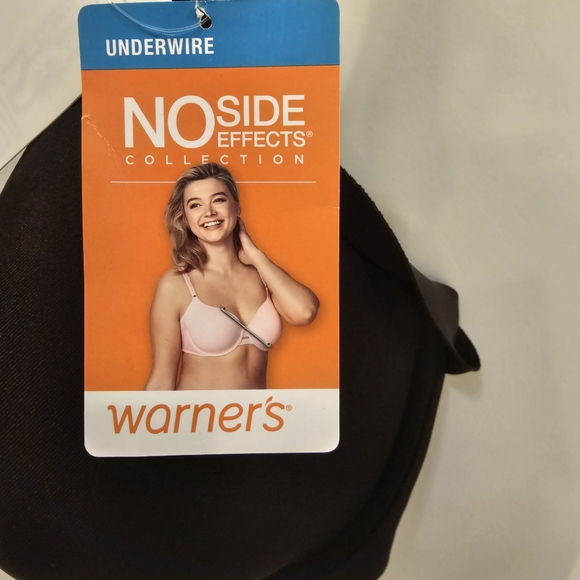 UNDERWIRE
NO SIDE
EFFECTS®
COLLECTION
warner's®